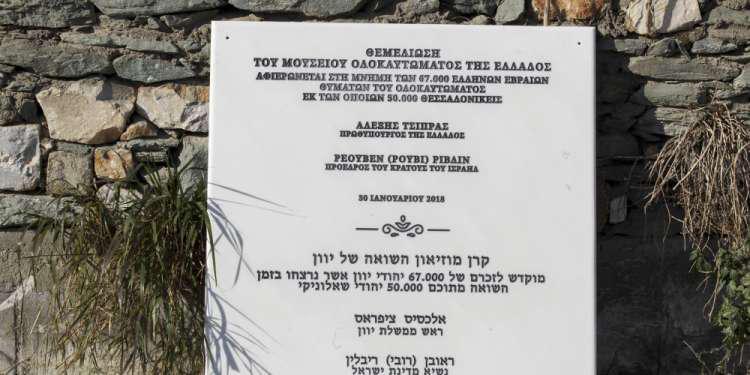 ΘΕΜΕΛΙΩΣΗ
ΤΟΥ ΜΟΥΣΕΙΟΥ ΟΛΟΚΑΥΤΩΜΑΤΟΣ ΤΗΣ ΕΛΛΑΔΟΣ
ΑΦΙΕΡΩΝΕΤΑΙ ΣΤΗ ΜΝΗΜΗ ΤΩΝ 67.000 ΕΛΛΗΝΩΝ ΕΒΡΑΙΩΝ
ΘΥΜΑΤΩΝ ΤΟΥ ΟΛΟΚΑΥΤΩΜΑΤΟΣ
ΕΚ ΤΩΝ ΟΠΟΙΩΝ 50.000 ΘΕΣΣΑΛΟΝΙΚΕΙΣ
ΑΛΕΞΗΣ ΤΣΙΠΡΑΣ
ΠΡΩΘΥΠΟΥΡΓΟΣ ΤΗΣ ΕΛΛΑΔΟΣ
ΡΕΟΥΒΕΝ (ΡΟΥΒΙ) ΡΙΒΛΙΝ
ΠΡΟΕΔΡΟΣ ΤΟΥ ΚΡΑΤΟΥΣ ΤΟΥ ΙΣΡΑΗΛ
30 ΙΑΝΟΥΑΡΙΟΥ 2018
קרן מוזיאון השואה של יוון
מוקדש לזכרם של 67.000 יהודי יוון אשר נרצחו בזמן
השואה מתוכם 50.000 יהודי שאלוניקי
אלכסיס ציפראס
ראש ממשלת יוון
ראובן (רובי) ריבלין
נשיא מדינת ישראל